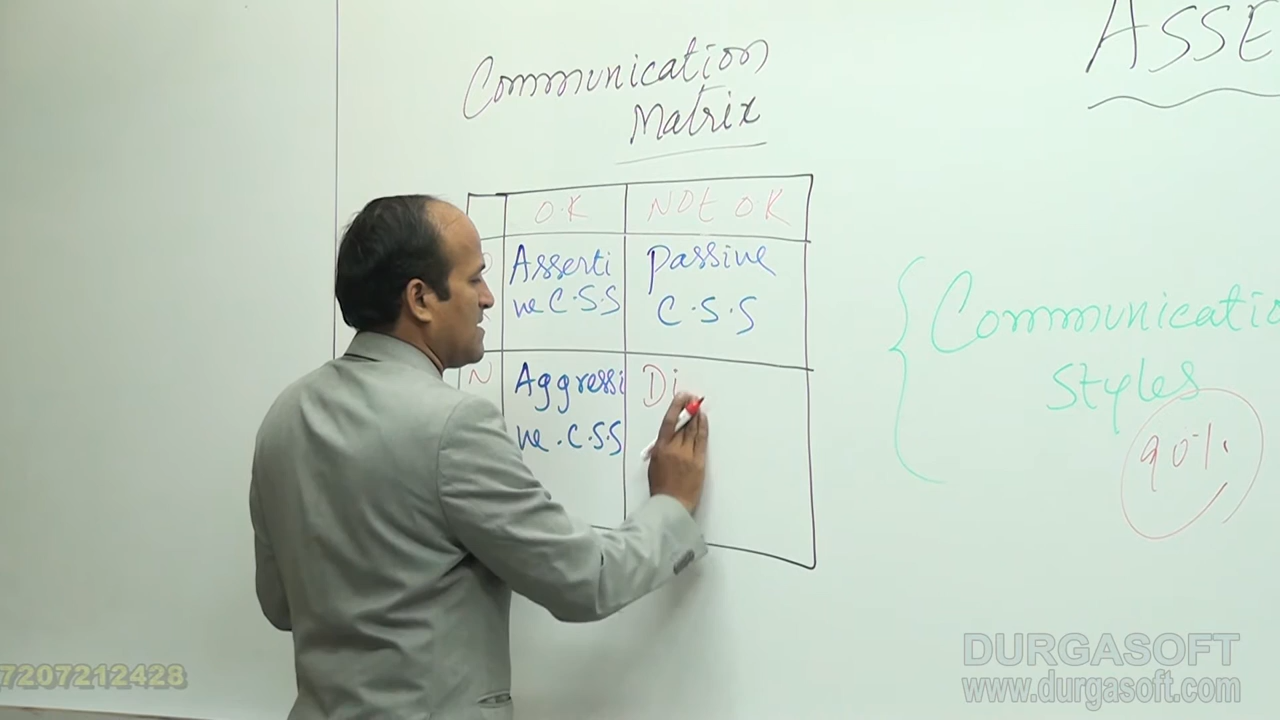 ASSE
Communication
Matrix
O.K
NOt OK
Asserti
ve C.S.S
Passive
C.S.S
N
Aggressi
ve.C.S.S
Di
Communicatio
Styles
90%
7207212428
DURGASOFT
www.durgasoft.com